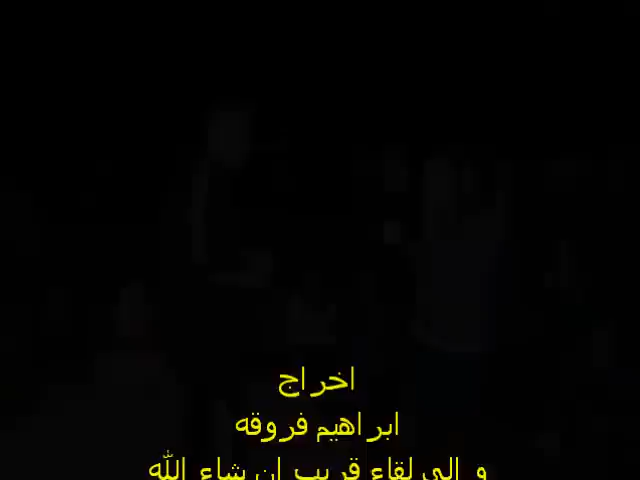 اخراج
ابراهيم فروقه
و الى لقاء قريب ان شاء الله